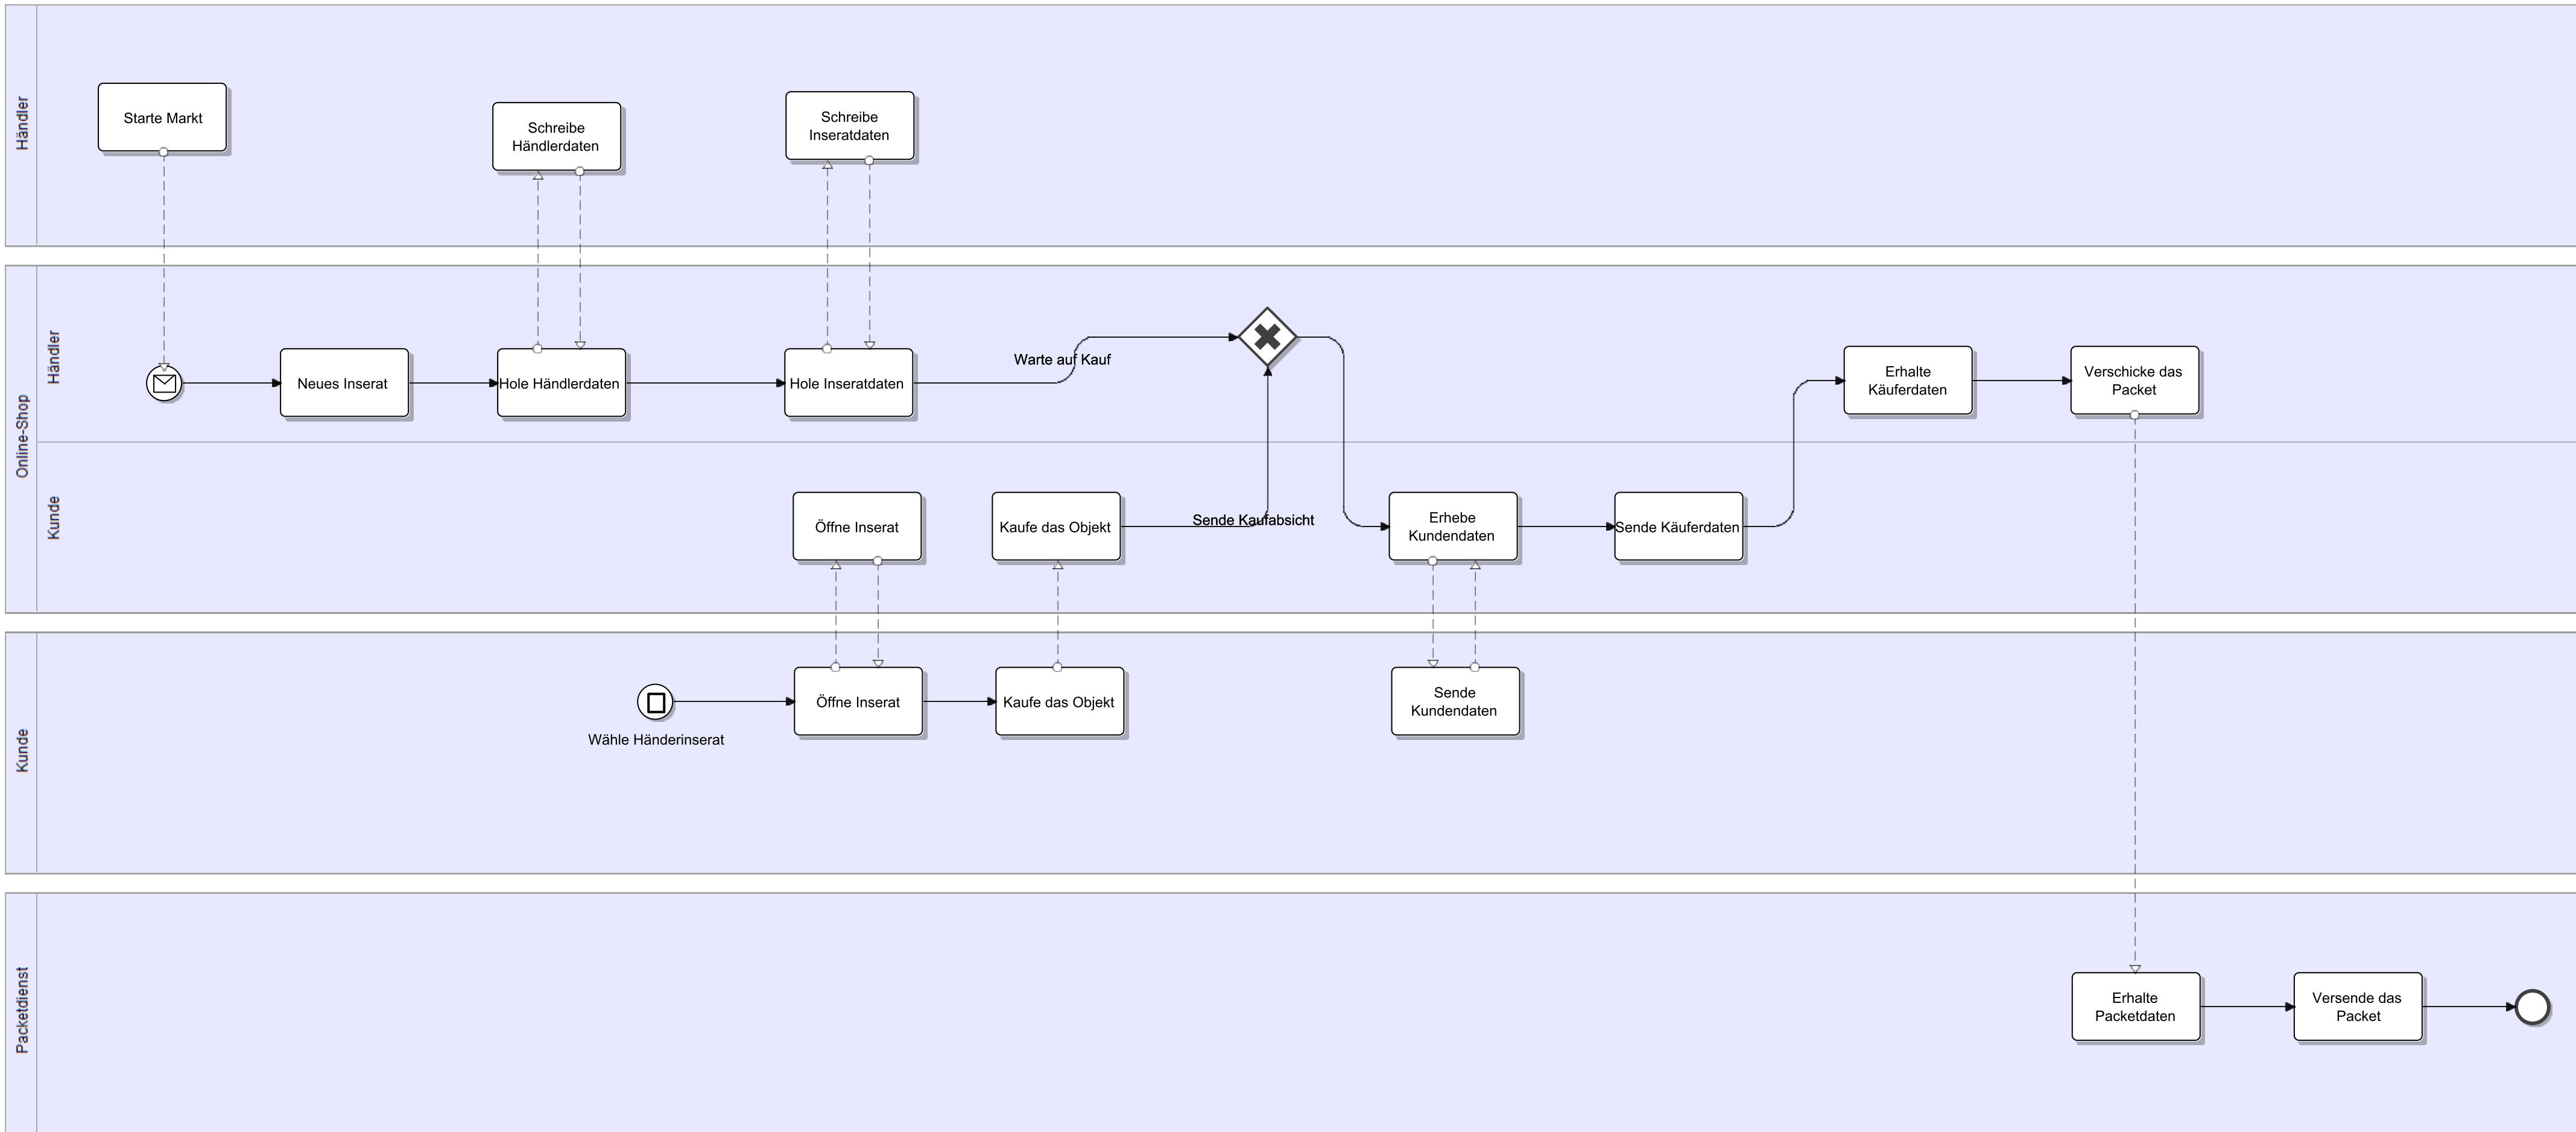 Händler
Starte Markt
Schreibe
Händlerdaten
Schreibe
Inseratdaten
Online-Shop
Händler
Neues Inserat
Hole Händlerdaten
Hole Inseratdaten
Warte auf Kauf
Erhalte
Käuferdaten
Verschicke das
Packet
Kunde
Öffne Inserat
Kaufe das Objekt
Sende Kaufabsicht
Erhebe
Kundendaten
Sende Käuferdaten
Kunde
Wähle Händerinserat
Öffne Inserat
Kaufe das Objekt
Sende
Kundendaten
Packetdienst
Erhalte
Packetdaten
Versende das
Packet